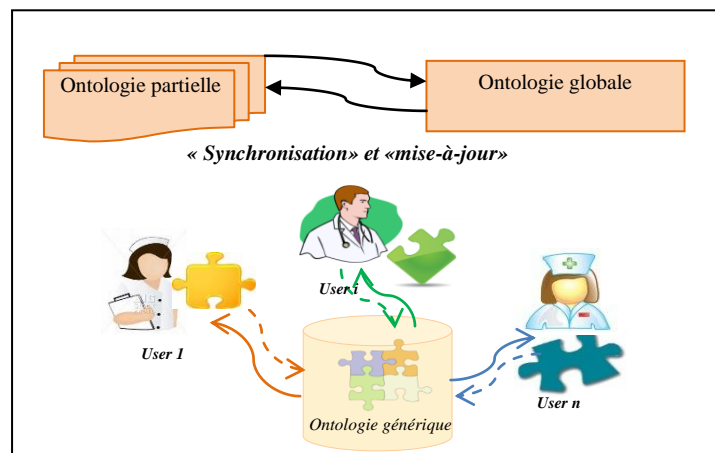 Ontologie partielle
Ontologie globale
« Synchronisation» et «mise-à-jour»
User i
User 1
User n
Ontologie générique